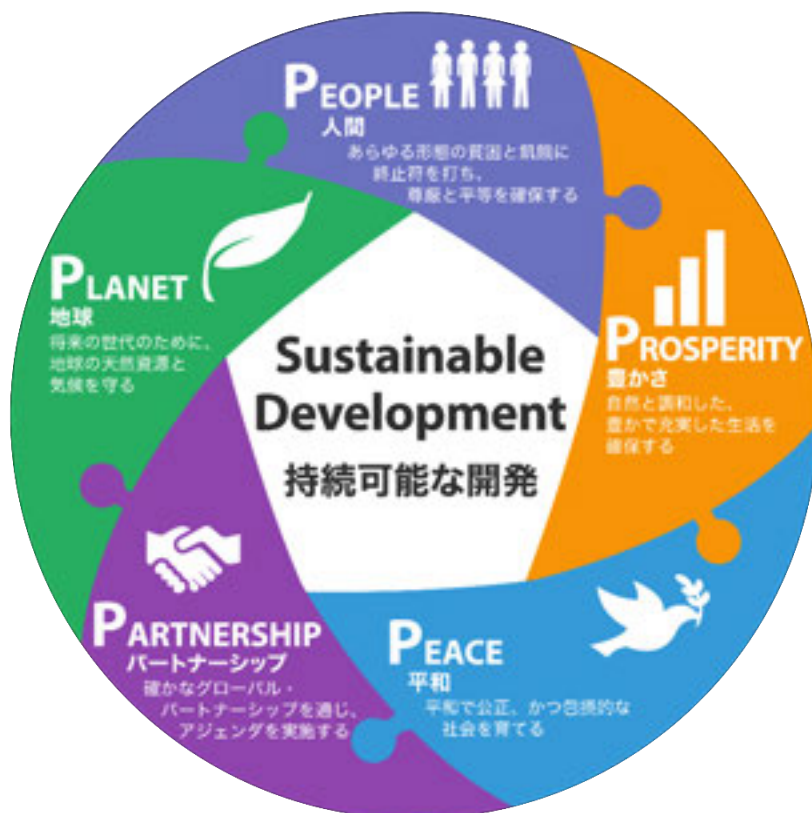 PEOPLE
人間
あらゆる形態の貧困と飢餓に
終止符を打ち、
尊厳と平等を確保する
PROSPERITY
豊かさ
自然と調和した、
豊かで充実した生活を
確保する
PEACE
平和
平和で公正、かつ包摂的な
社会を育てる
PARTNERSHIP
パートナーシップ
確かなグローバル・
パートナーシップを通じ、
アジェンダを実施する
PLANET
地球
将来の世代のために、
地球の天然資源と
気候を守る
Sustainable
Development
持続可能な開発